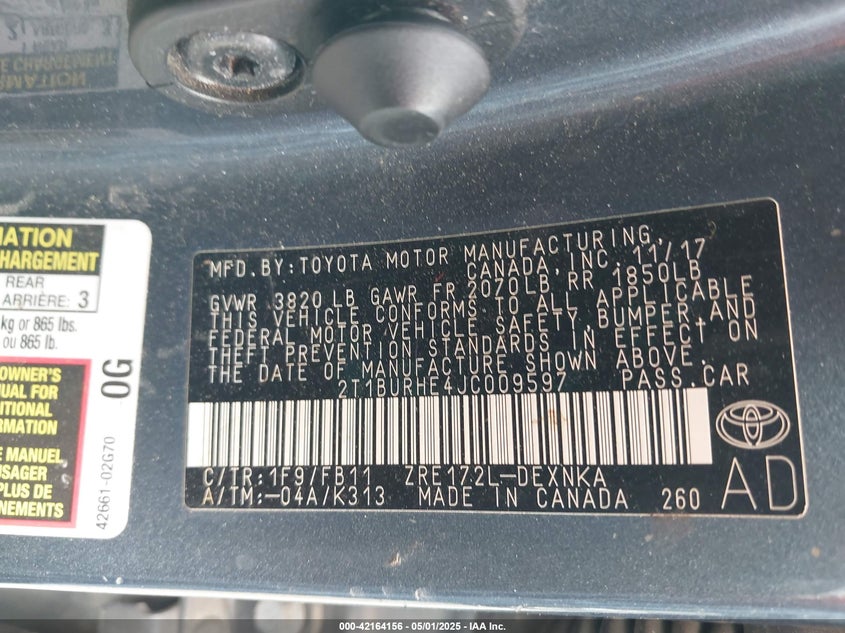 MATION
CHARGEMENT
REAR
ARRIÈRE: 3
kg or 865 lbs.
ou 865 lb.
OWNER'S
UAL FOR
ITIONAL
ORMATION
E MANUEL
USAGER
PLUS
NEMENTS
0G
42661-02G70
MFD.BY:TOYOTA MOTOR MANUFACTURING,
CANADA,INC. 11/17
GVWR 3820 LB GAWR FR 2070LB RR 1850LB
THIS VEHICLE CONFORMS TO ALL APPLICABLE
FEDERAL MOTOR VEHICLE SAFETY,BUMPER,AND
THEFT PREVENTION STANDARDS IN EFFECT ON
THE DATE OF MANUFACTURE SHOWN ABOVE.
2T1BURHE4JC009597 PASS.CAR
C/TR:1F9/FB11 ZRE172L-DEXNKA
A/TM:-04A/K313 MADE IN CANADA 260
AD
000-42164156 - 05/01/2025 - IAA Inc.